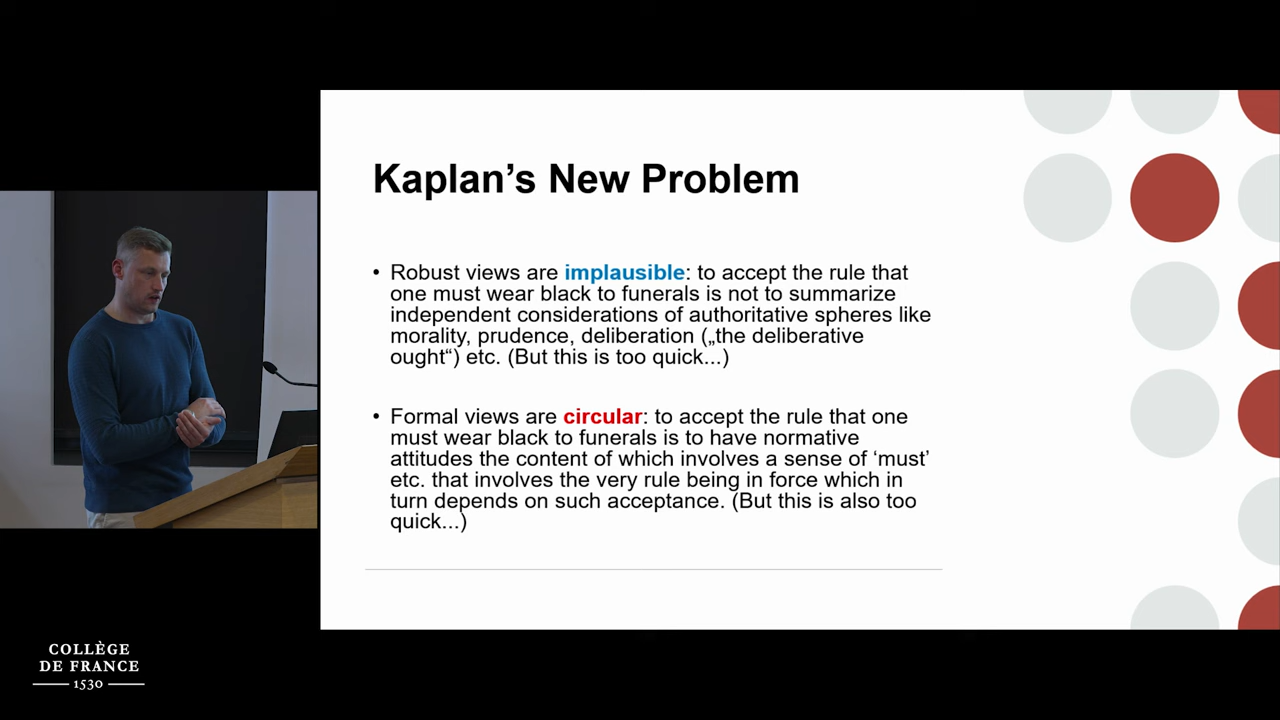 Kaplan's New Problem
• Robust views are implausible: to accept the rule that
one must wear black to funerals is not to summarize
independent considerations of authoritative spheres like
morality, prudence, deliberation („the deliberative
ought“) etc. (But this is too quick...)
• Formal views are circular: to accept the rule that one
must wear black to funerals is to have normative
attitudes the content of which involves a sense of ‘must’
etc. that involves the very rule being in force which in
turn depends on such acceptance. (But this is also too
quick...)
COLLÈGE
DE FRANCE
1530